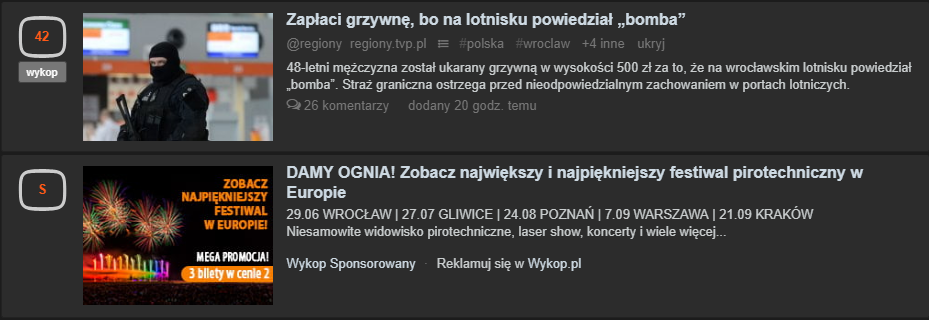 42
wykop
Zapłaci grzywnę, bo na lotnisku powiedział „bomba”
@regiony regiony.tvp.pl #polska #wroclaw +4 inne ukryj
48-letni mężczyzna został ukarany grzywną w wysokości 500 zł za to, że na wrocławskim lotnisku powiedział
„bomba”. Straż graniczna ostrzega przed nieodpowiedzialnym zachowaniem w portach lotniczych.
26 komentarzy dodany 20 godz. temu
S
ZOBACZ
NAJPIĘKNIEJSZY
FESTIWAL
W EUROPIE!
MEGA PROMOCJA!
3 bilety w cenie 2
DAMY OGNIA! Zobacz największy i najpiękniejszy festiwal pirotechniczny w
Europie
29.06 WROCŁAW | 27.07 GLIWICE | 24.08 POZNAŃ | 7.09 WARSZAWA | 21.09 KRAKÓW
Niesamowite widowisko pirotechniczne, laser show, koncerty i wiele więcej...
Wykop Sponsorowany · Reklamuj się w Wykop.pl